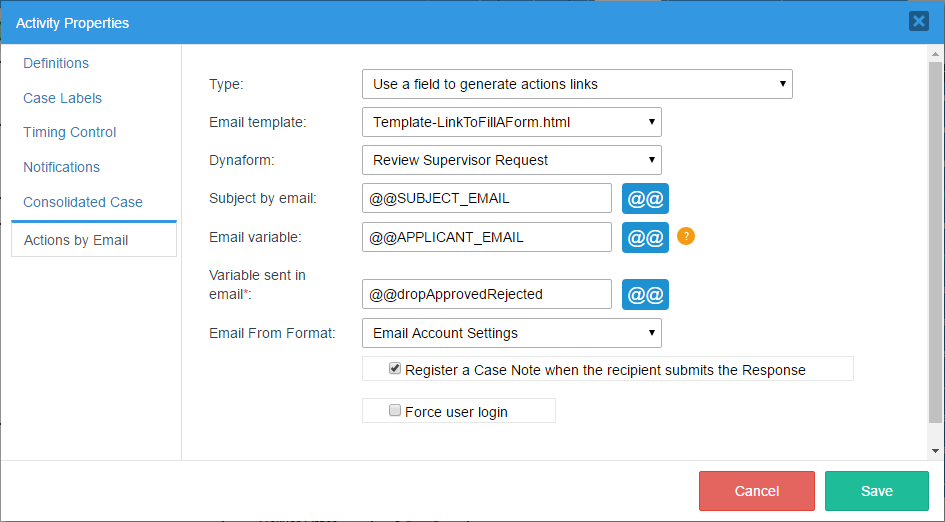 Activity Properties
Definitions
Case Labels
Timing Control
Notifications
Consolidated Case
Actions by Email
Type:
Use a field to generate actions links
Email template:
Template-LinkToFillAForm.html
Dynaform:
Review Supervisor Request
Subject by email:
@@SUBJECT_EMAIL
@@
Email variable:
@@APPLICANT_EMAIL
@@
?
Variable sent in
email*:
@@dropApprovedRejected
@@
Email From Format:
Email Account Settings
Register a Case Note when the recipient submits the Response
Force user login
Cancel
Save